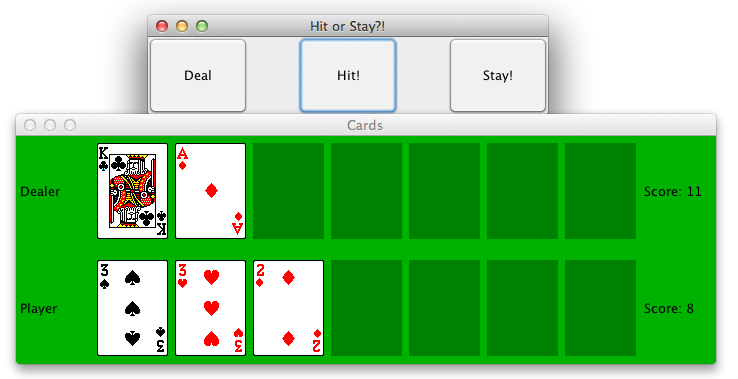 Hit or Stay?!
Deal Hit! Stay!
Cards
Dealer K K A A Score: 11
Player 3 3 3 3 2 2 Score: 8